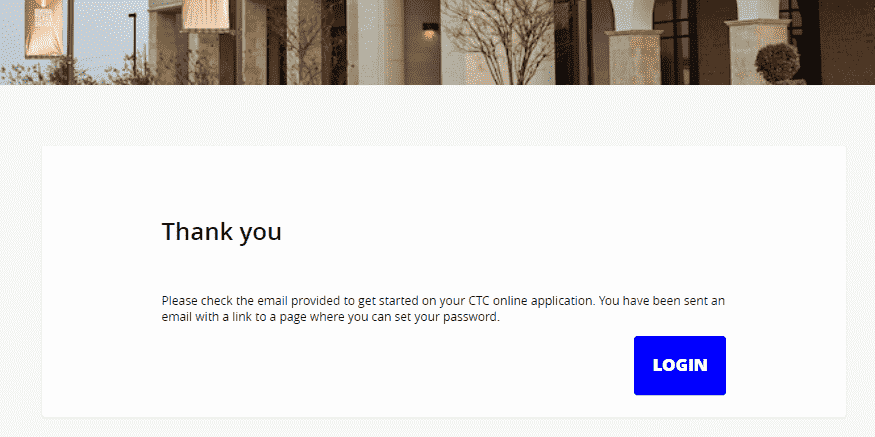 Thank you
Please check the email provided to get started on your CTC online application. You have been sent an
email with a link to a page where you can set your password.
LOGIN